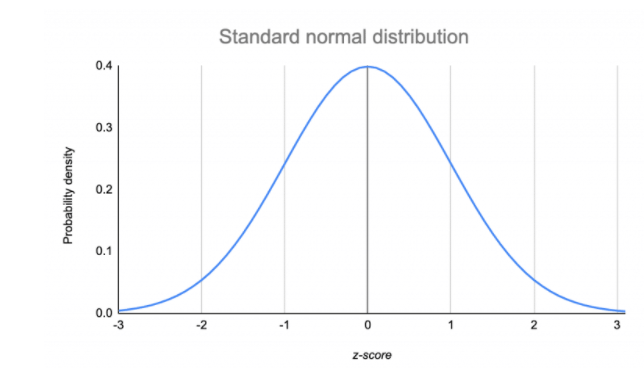 Standard normal distribution
0.4
0.3
0.2
0.1
0.0
Probability density
-3 -2 -1 0 1 2 3
z-score